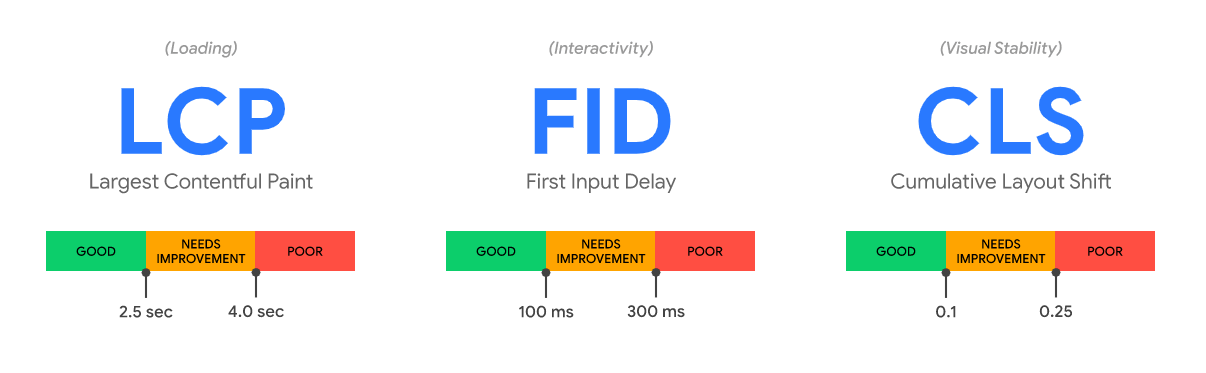 (Loading)
LCP
Largest Contentful Paint
GOOD
NEEDS
IMPROVEMENT
POOR
2.5 sec
4.0 sec
(Interactivity)
FID
First Input Delay
GOOD
NEEDS
IMPROVEMENT
POOR
100 ms
300 ms
(Visual Stability)
CLS
Cumulative Layout Shift
GOOD
NEEDS
IMPROVEMENT
POOR
0.1
0.25